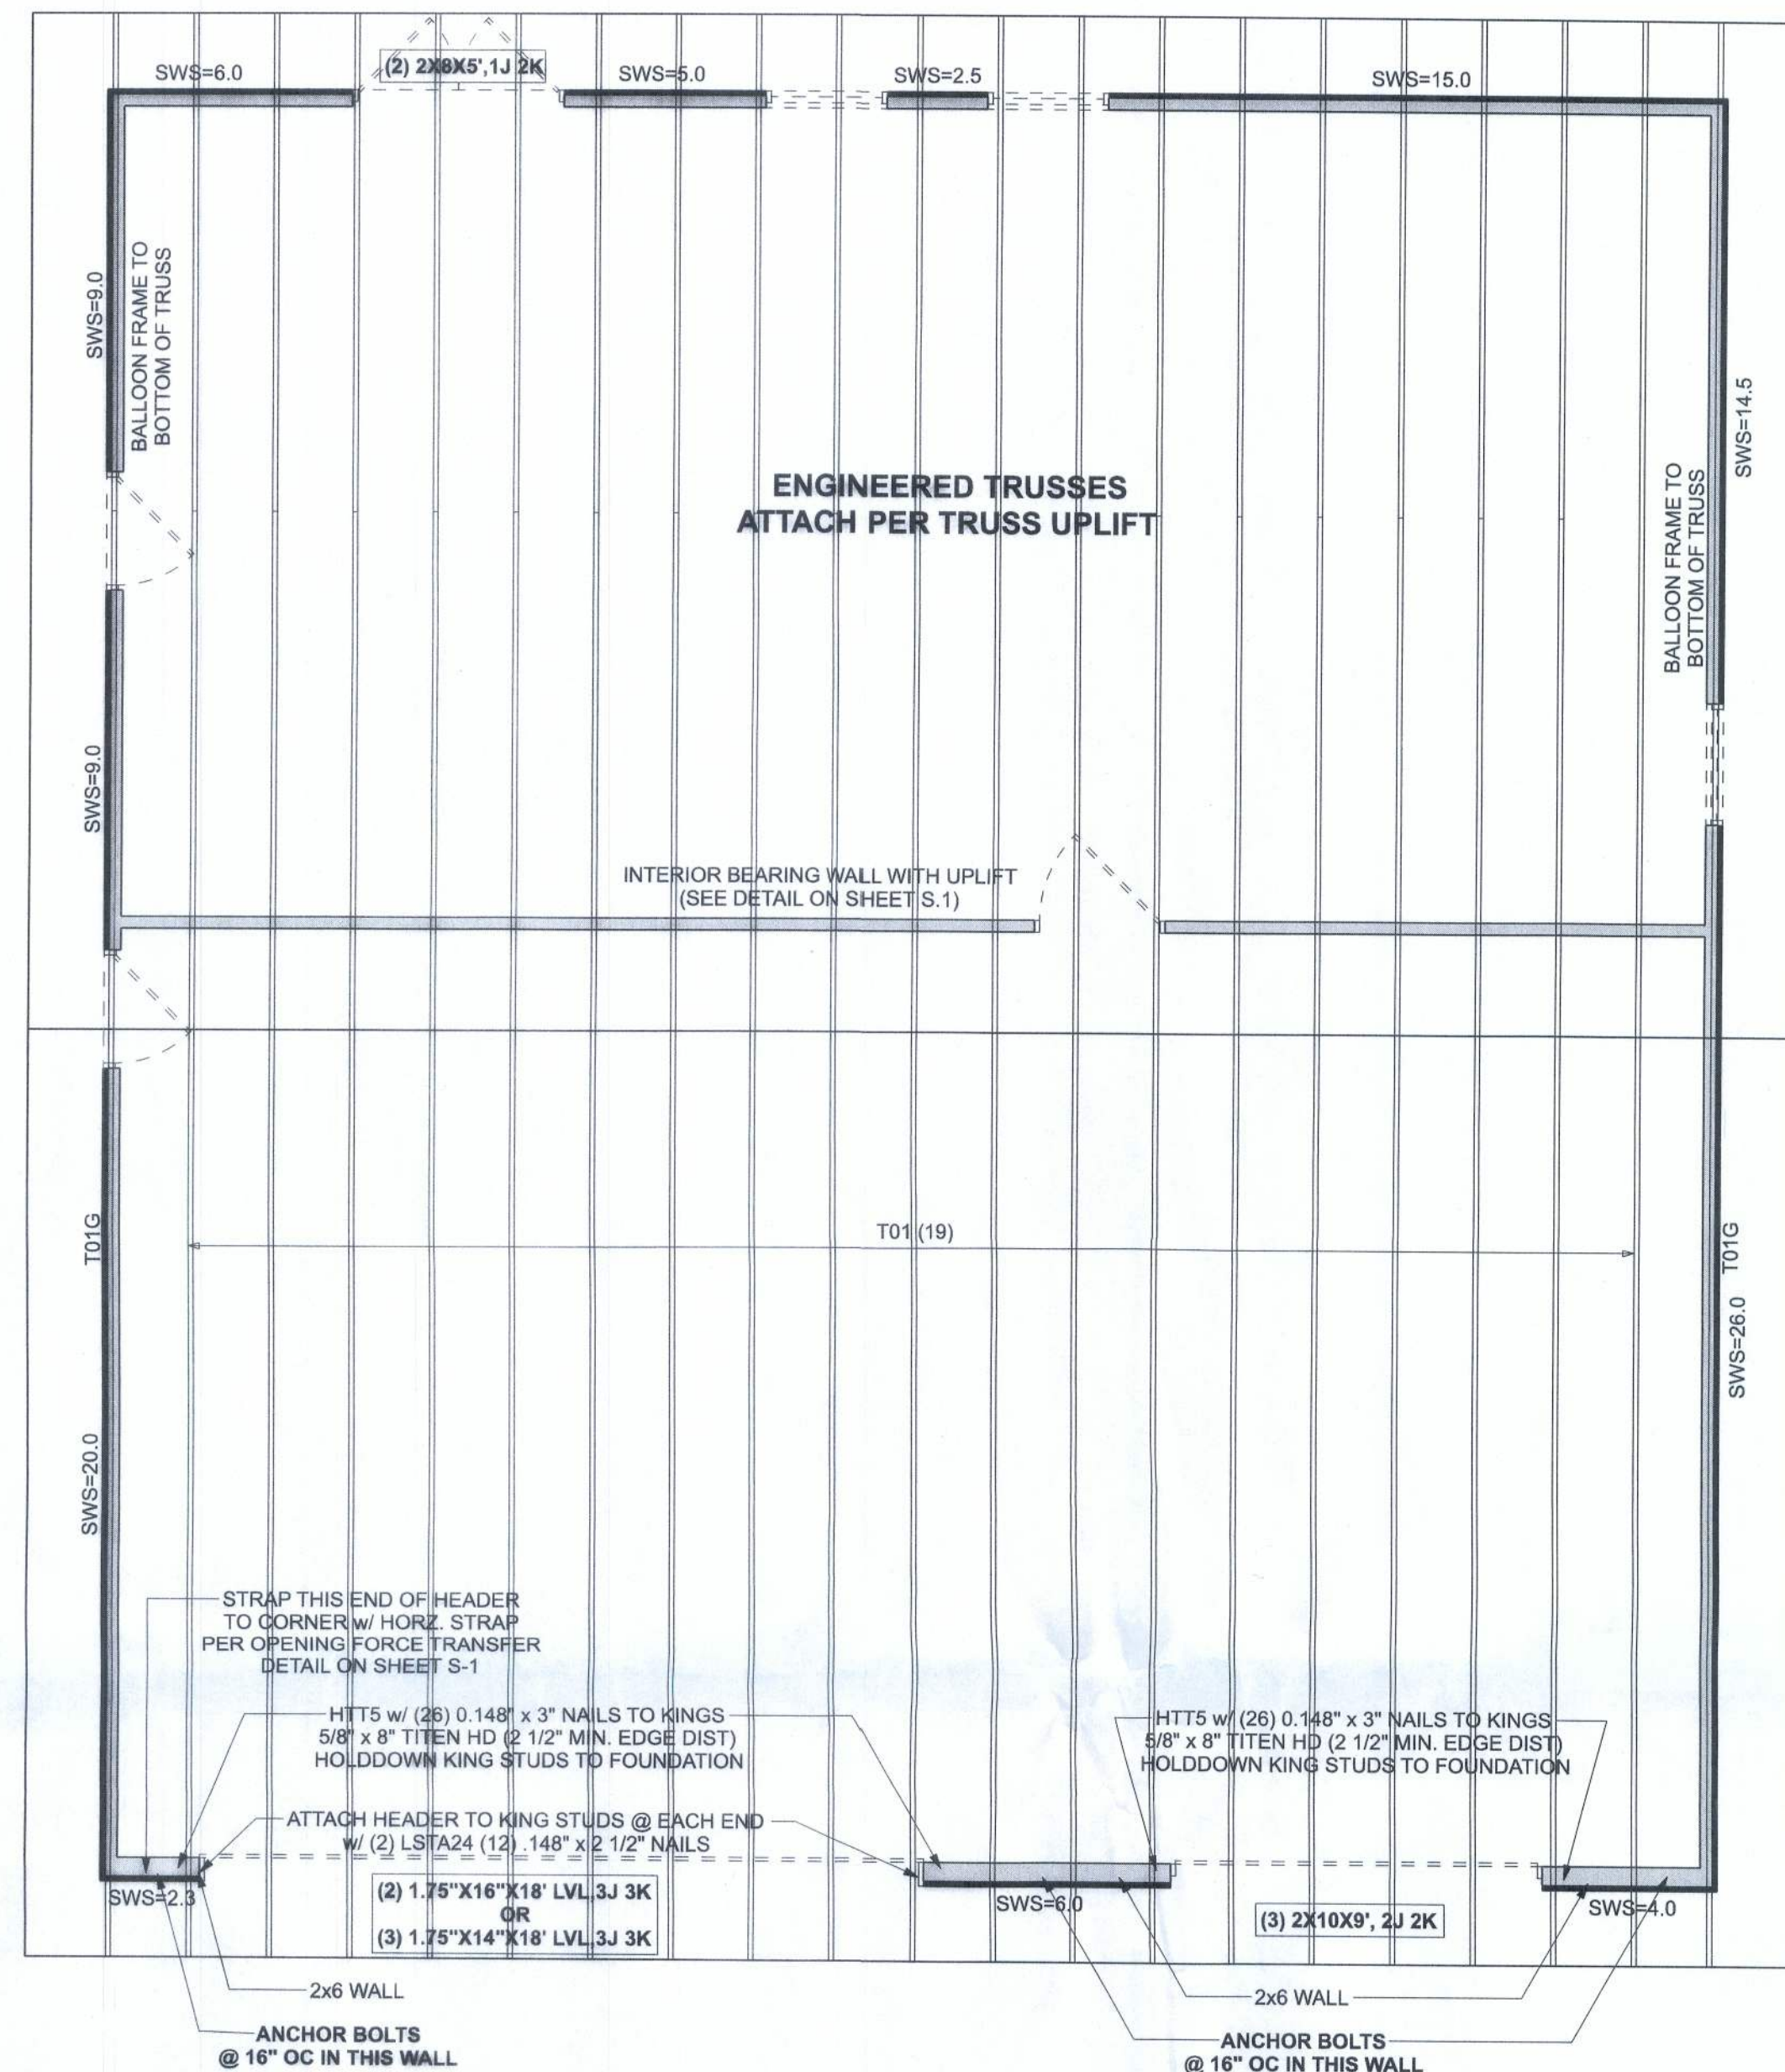 SWS=6.0
(2) 2X8X5',1J 2K
SWS=5.0
SWS=2.5
SWS=15.0
SWS=9.0
BALLOON FRAME TO
BOTTOM OF TRUSS
SWS=14.5
ENGINEERED TRUSSES
ATTACH PER TRUSS UPLIFT
BALLOON FRAME TO
BOTTOM OF TRUSS
SWS=9.0
INTERIOR BEARING WALL WITH UPLIFT
(SEE DETAIL ON SHEET S.1)
T01G
T01 (19)
T01G
SWS=26.0
SWS=20.0
STRAP THIS END OF HEADER
TO CORNER w/ HORZ. STRAP
PER OPENING FORCE TRANSFER
DETAIL ON SHEET S-1
HTT5 w/ (26) 0.148" x 3" NAILS TO KINGS
5/8" x 8" TITEN HD (2 1/2" MIN. EDGE DIST)
HOLDDOWN KING STUDS TO FOUNDATION
HTT5 w/ (26) 0.148" x 3" NAILS TO KINGS
5/8" x 8" TITEN HD (2 1/2" MIN. EDGE DIST)
HOLDDOWN KING STUDS TO FOUNDATION
ATTACH HEADER TO KING STUDS @ EACH END
w/ (2) LSTA24 (12) .148" x 2 1/2" NAILS
SWS=2.3
(2) 1.75"X16"X18' LVL,3J 3K
OR
(3) 1.75"X14"X18' LVL,3J 3K
SWS=6.0
(3) 2X10X9', 2J 2K
SWS=4.0
2x6 WALL
2x6 WALL
ANCHOR BOLTS
@ 16" OC IN THIS WALL
ANCHOR BOLTS
@ 16" OC IN THIS WALL